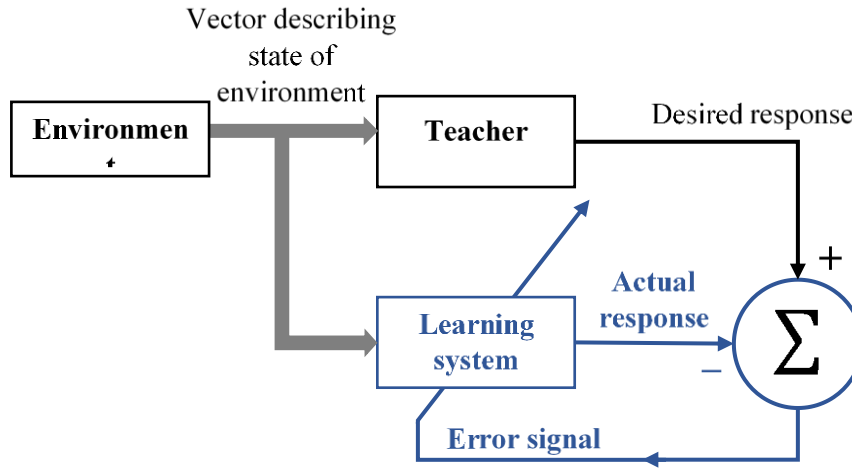 Vector describing
state of
environment
Environmen
t
Teacher
Desired response
+
Actual
response
Learning
system
Σ
−
Error signal